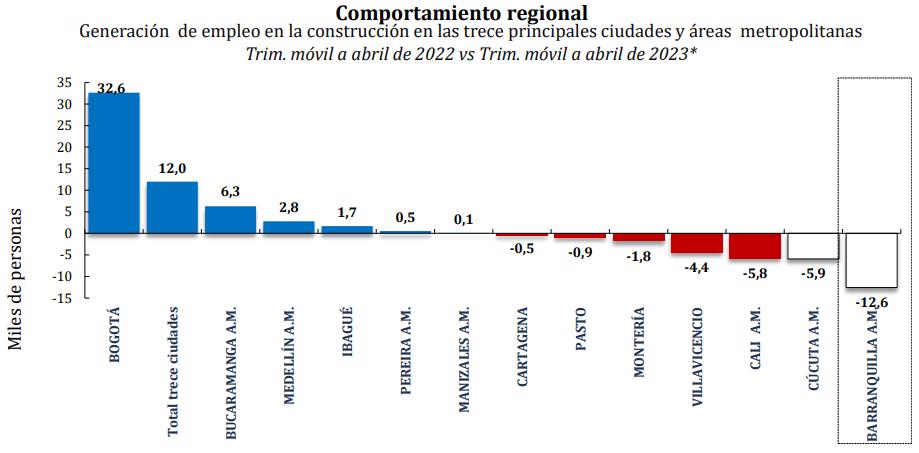 Comportamiento regional
Generación de empleo en la construcción en las trece principales ciudades y áreas metropolitanas
Trim. móvil a abril de 2022 vs Trim. móvil a abril de 2023*
Miles de personas
35
30
25
20
15
10
5
0
-5
-10
-15
32,6
12,0
6,3
2,8
1,7
0,5
0,1
-0,5
-0,9
-1,8
-4,4
-5,8
-5,9
-12,6
BOGOTÁ
Total trece ciudades
BUCARAMANGA A.M.
MEDELLÍN A.M.
IBAGUÉ
PEREIRA A.M.
MANIZALES A.M.
CARTAGENA
PASTO
MONTERÍA
VILLAVICENCIO
CALI A.M.
CÚCUTA A.M.
BARRANQUILLA A.M.